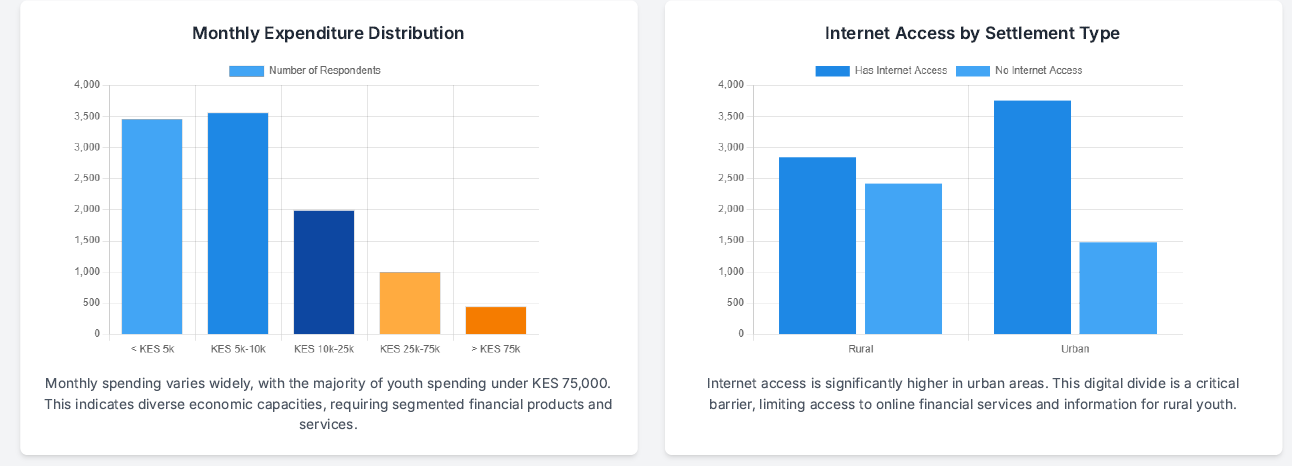 Monthly Expenditure Distribution
Number of Respondents
4,000
3,500
3,000
2,500
2,000
1,500
1,000
500
0
< KES 5k
KES 5k-10k
KES 10k-25k
KES 25k-75k
> KES 75k
Monthly spending varies widely, with the majority of youth spending under KES 75,000.
This indicates diverse economic capacities, requiring segmented financial products and
services.
Internet Access by Settlement Type
Has Internet Access
No Internet Access
4,000
3,500
3,000
2,500
2,000
1,500
1,000
500
0
Rural
Urban
Internet access is significantly higher in urban areas. This digital divide is a critical
barrier, limiting access to online financial services and information for rural youth.